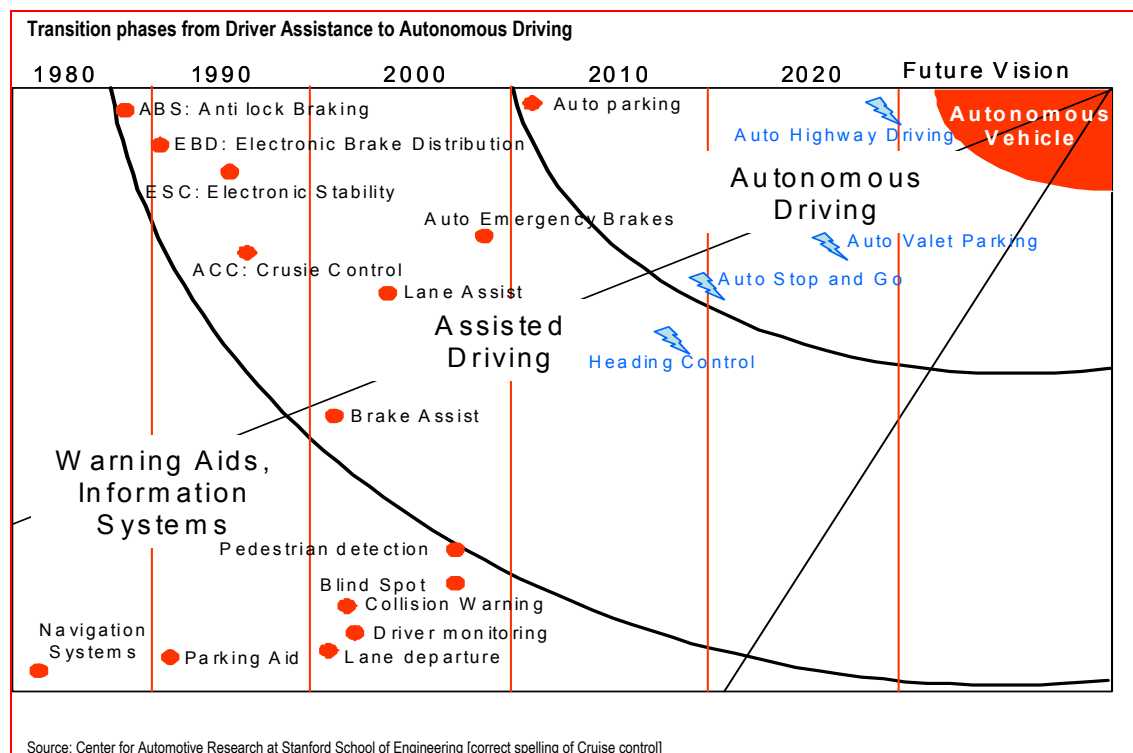 Transition phases from Driver Assistance to Autonomous Driving
1980 1990 2000 2010 2020 Future Vision
ABS: Anti lock Braking
Auto parking
Autonomous
Vehicle
Auto Highway Driving
EBD: Electronic Brake Distribution
ESC: Electronic Stability
Autonomous
Driving
Auto Emergency Brakes
Auto Valet Parking
ACC: Crusie Control
Lane Assist
Auto Stop and Go
Assisted
Driving
Heading Control
Brake Assist
Warning Aids,
Information
Systems
Pedestrian detection
Blind Spot
Collision Warning
Navigation
Systems
Driver monitoring
Parking Aid
Lane departure
Source: Center for Automotive Research at Stanford School of Engineering [correct spelling of Cruise control]